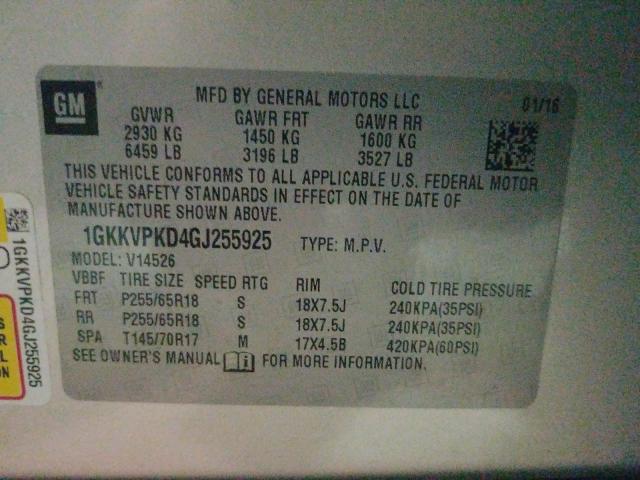 GM
MFD BY GENERAL MOTORS LLC 01/16
GVWR GAWR FRT GAWR RR
2930 KG 1450 KG 1600 KG
6459 LB 3196 LB 3527 LB
THIS VEHICLE CONFORMS TO ALL APPLICABLE U.S. FEDERAL MOTOR
VEHICLE SAFETY STANDARDS IN EFFECT ON THE DATE OF
MANUFACTURE SHOWN ABOVE.
1GKKVPKD4GJ255925 TYPE: M.P.V.
MODEL: V14526
VBBF TIRE SIZE SPEED RTG RIM COLD TIRE PRESSURE
FRT P255/65R18 S 18X7.5J 240KPA(35PSI)
RR P255/65R18 S 18X7.5J 240KPA(35PSI)
SPA T145/70R17 M 17X4.5B 420KPA(60PSI)
SEE OWNER'S MANUAL i FOR MORE INFORMATION.
1GKKVPKD4GJ255925